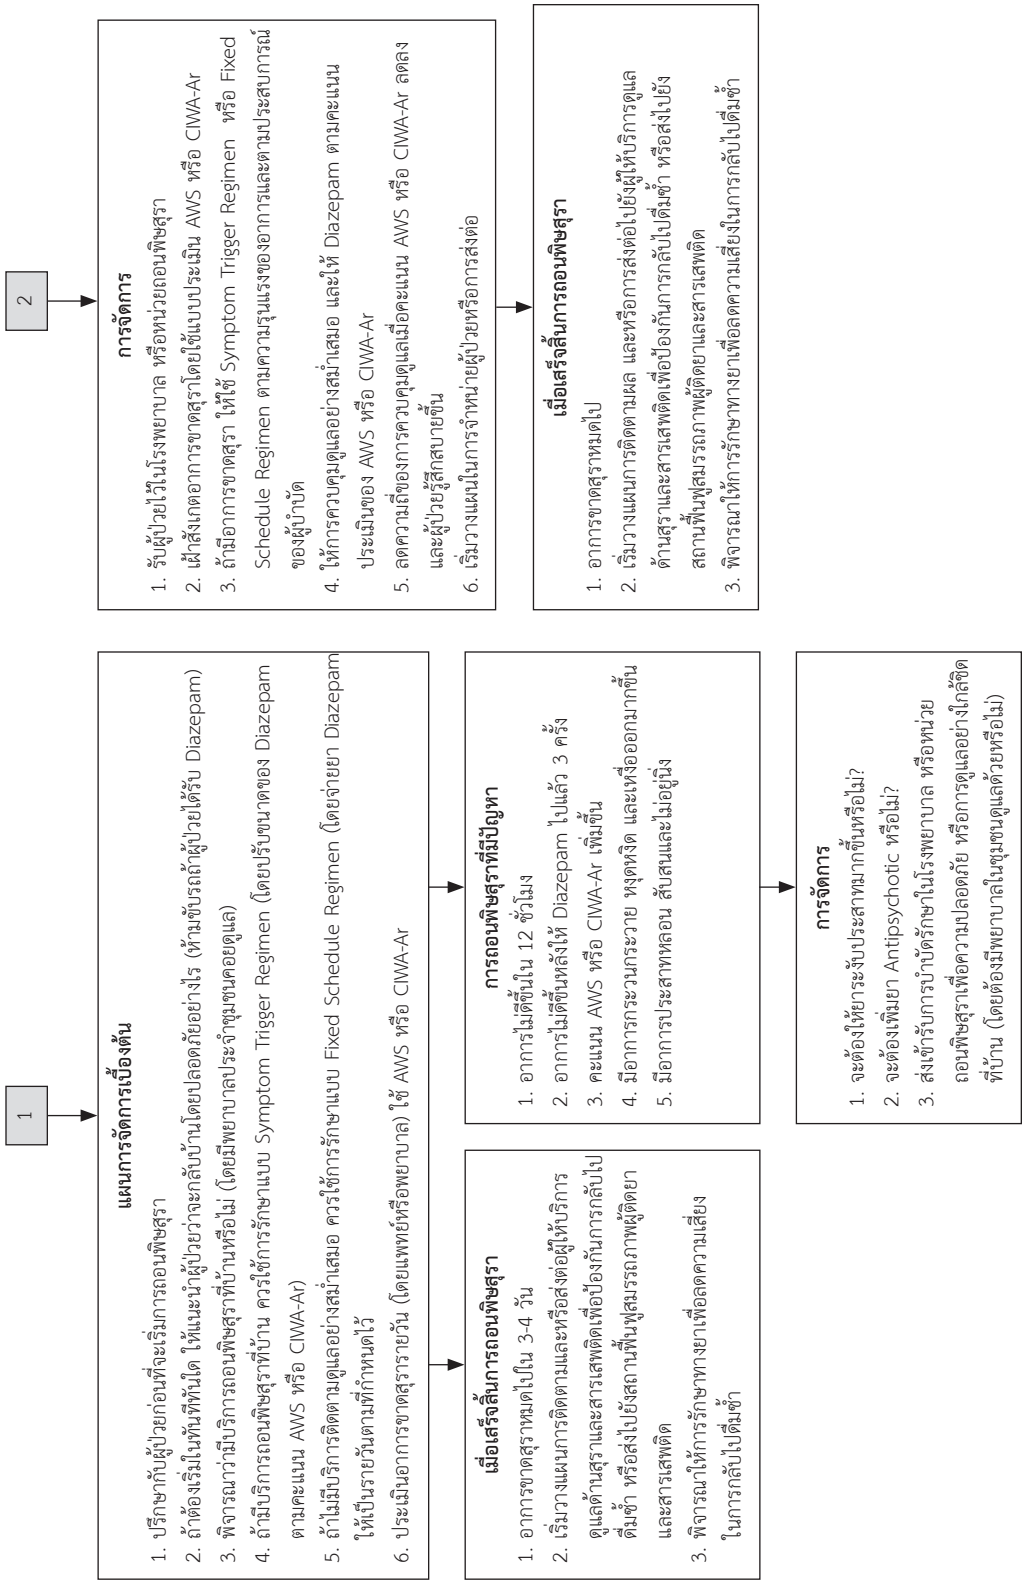 1
แผนการจัดการเบื้องต้น
1. ปรึกษากับผู้ป่วยก่อนที่จะเริ่มการถอนพิษสุรา
2. ถ้าต้องเริ่มในทันทีทันใด ให้แนะนำผู้ป่วยว่าจะกลับบ้านโดยปลอดภัยอย่างไร (ห้ามขับรถถ้าผู้ป่วยได้รับ Diazepam)
3. พิจารณาว่ามีบริการถอนพิษสุราที่บ้านหรือไม่ (โดยมีพยาบาลประจำชุมชนคอยดูแล)
4. ถ้ามีบริการถอนพิษสุราที่บ้าน ควรใช้การรักษาแบบ Symptom Trigger Regimen (โดยปรับขนาดของ Diazepam
ตามคะแนน AWS หรือ CIWA-Ar)
5. ถ้าไม่มีบริการติดตามดูแลอย่างสม่ำเสมอ ควรใช้การรักษาแบบ Fixed Schedule Regimen (โดยจ่ายยา Diazepam
ให้เป็นรายวันตามที่กำหนดไว้
6. ประเมินอาการขาดสุรารายวัน (โดยแพทย์หรือพยาบาล) ใช้ AWS หรือ CIWA-Ar
เมื่อเสร็จสิ้นการถอนพิษสุรา
1. อาการขาดสุราหมดไปใน 3-4 วัน
2. เริ่มวางแผนการติดตามและหรือส่งต่อผู้ให้บริการ
ดูแลด้านสุราและสารเสพติดเพื่อป้องกันการกลับไป
ดื่มซ้ำ หรือส่งไปยังสถานฟื้นฟูสมรรถภาพผู้ติดยา
และสารเสพติด
3. พิจารณาให้การรักษาทางยาเพื่อลดความเสี่ยง
ในการกลับไปดื่มซ้ำ
การถอนพิษสุราที่มีปัญหา
1. อาการไม่ดีขึ้นใน 12 ชั่วโมง
2. อาการไม่ดีขึ้นหลังให้ Diazepam ไปแล้ว 3 ครั้ง
3. คะแนน AWS หรือ CIWA-Ar เพิ่มขึ้น
4. มีอาการกระวนกระวาย หงุดหงิด และเหงื่อออกมากขึ้น
5. มีอาการประสาทหลอน สับสนและไม่อยู่นิ่ง
การจัดการ
1. จะต้องให้ยาระงับประสาทมากขึ้นหรือไม่?
2. จะต้องเพิ่มยา Antipsychotic หรือไม่?
3. ส่งเข้ารับการบำบัดรักษาในโรงพยาบาล หรือหน่วย
ถอนพิษสุราเพื่อความปลอดภัย หรือการดูแลอย่างใกล้ชิด
ที่บ้าน (โดยต้องมีพยาบาลในชุมชนดูแลด้วยหรือไม่)
2
การจัดการ
1. รับผู้ป่วยไว้ในโรงพยาบาล หรือหน่วยถอนพิษสุรา
2. เฝ้าสังเกตอาการขาดสุราโดยใช้แบบประเมิน AWS หรือ CIWA-Ar
3. ถ้ามีอาการขาดสุรา ให้ใช้ Symptom Trigger Regimen หรือ Fixed
Schedule Regimen ตามความรุนแรงของอาการและตามประสบการณ์
ของผู้บำบัด
4. ให้การควบคุมดูแลอย่างสม่ำเสมอ และให้ Diazepam ตามคะแนน
ประเมินของ AWS หรือ CIWA-Ar
5. ลดความถี่ของการควบคุมดูแลเมื่อคะแนน AWS หรือ CIWA-Ar ลดลง
และผู้ป่วยรู้สึกสบายขึ้น
6. เริ่มวางแผนในการจำหน่ายผู้ป่วยหรือการส่งต่อ
เมื่อเสร็จสิ้นการถอนพิษสุรา
1. อาการขาดสุราหมดไป
2. เริ่มวางแผนการติดตามผล และหรือการส่งต่อไปยังผู้ให้บริการดูแล
ด้านสุราและสารเสพติดเพื่อป้องกันการกลับไปดื่มซ้ำ หรือส่งไปยัง
สถานฟื้นฟูสมรรถภาพผู้ติดยาและสารเสพติด
3. พิจารณาให้การรักษาทางยาเพื่อลดความเสี่ยงในการกลับไปดื่มซ้ำ